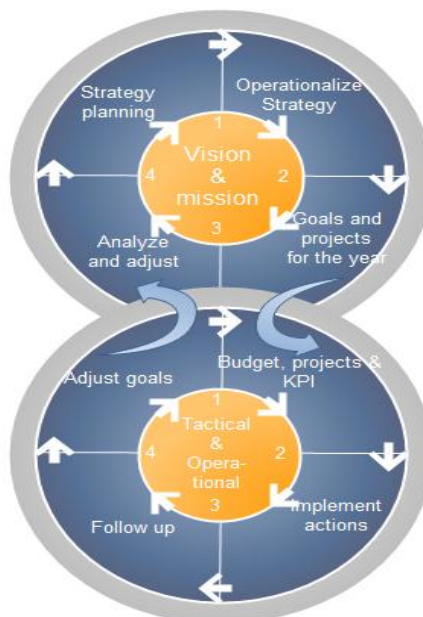 Strategy
planning
Operationalize
Strategy
1
Vision
&
mission
4
2
3
Analyze
and adjust
Goals and
projects
for the year
Adjust goals
Budget, projects &
KPI
1
Tactical
&
Opera-
tional
4
2
3
Follow up
Implement
actions